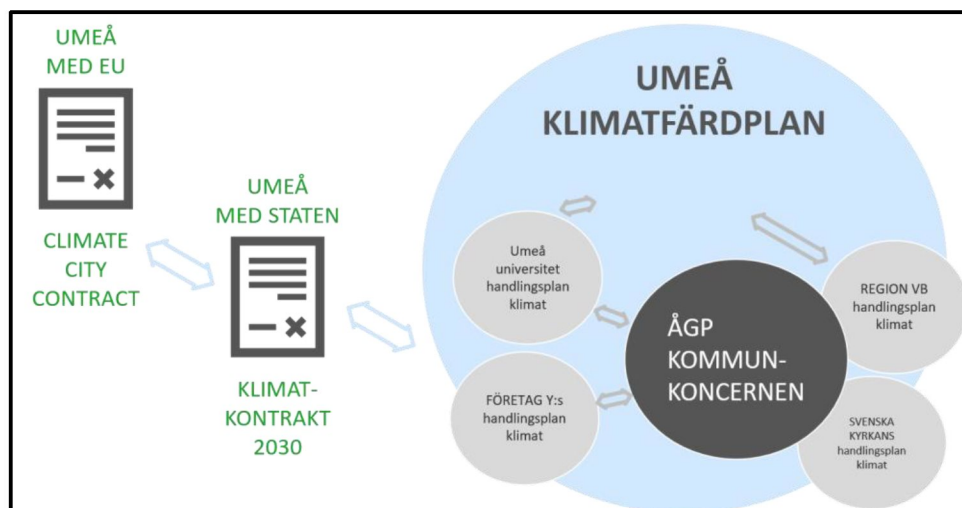 UMEÅ
MED EU
CLIMATE
CITY
CONTRACT
UMEÅ
MED STATEN
KLIMAT-
KONTRAKT
2030
UMEÅ
KLIMATFÄRDPLAN
Umeå
universitet
handlingsplan
klimat
FÖRETAG Y:s
handlingsplan
klimat
ÅGP
KOMMUN-
KONCERNEN
REGION VB
handlingsplan
klimat
SVENSKA
KYRKANS
handlingsplan
klimat